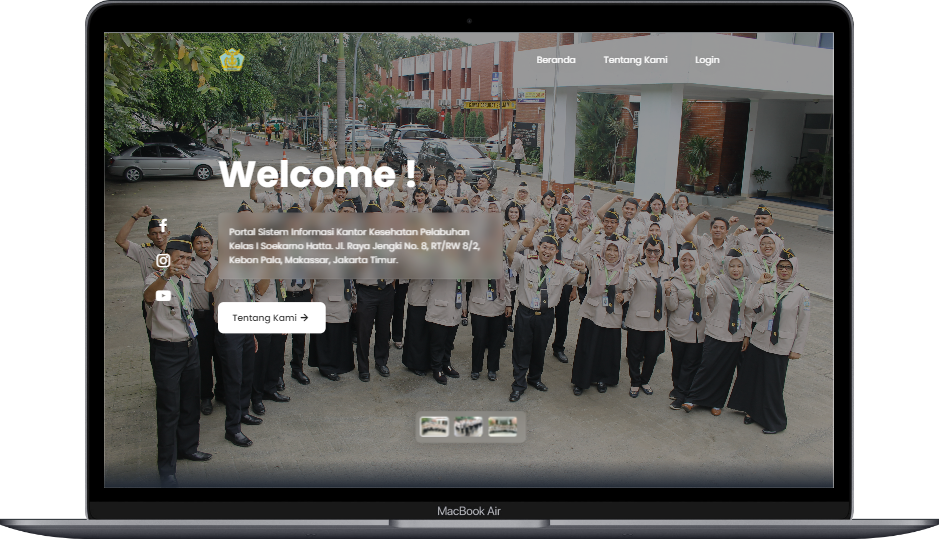 Beranda
Tentang Kami
Login
Welcome !
Portal Sistem Informasi Kantor Kesehatan Pelabuhan
Kelas I Soekarno Hatta. Jl. Raya Jengki No. 8, RT/RW 8/2,
Kebon Pala, Makassar, Jakarta Timur.
Tentang Kami →
MacBook Air